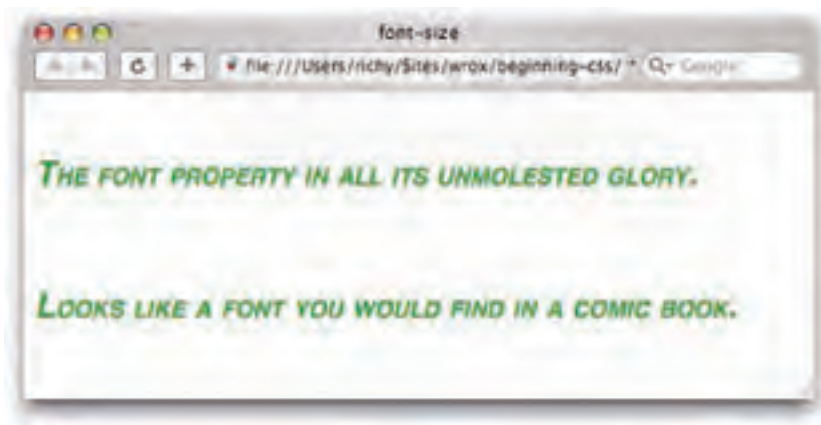 font-size
file:///Users/richy/Sites/wrox/beginning-css/ Google
The font property in all its unmolested glory.
Looks like a font you would find in a comic book.